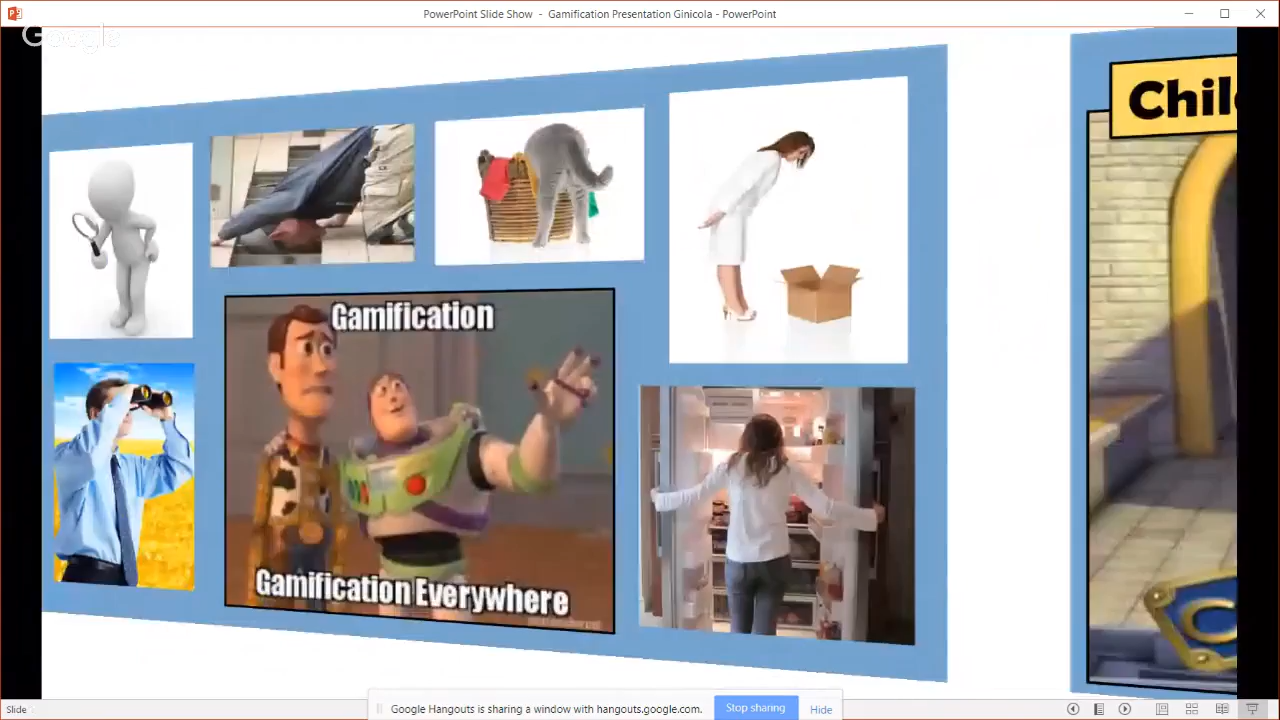 PowerPoint Slide Show - Gamification Presentation Ginicola - PowerPoint
Google
Gamification
Gamification Everywhere
Slide
Google Hangouts is sharing a window with hangouts.google.com.
Stop sharing
Hide